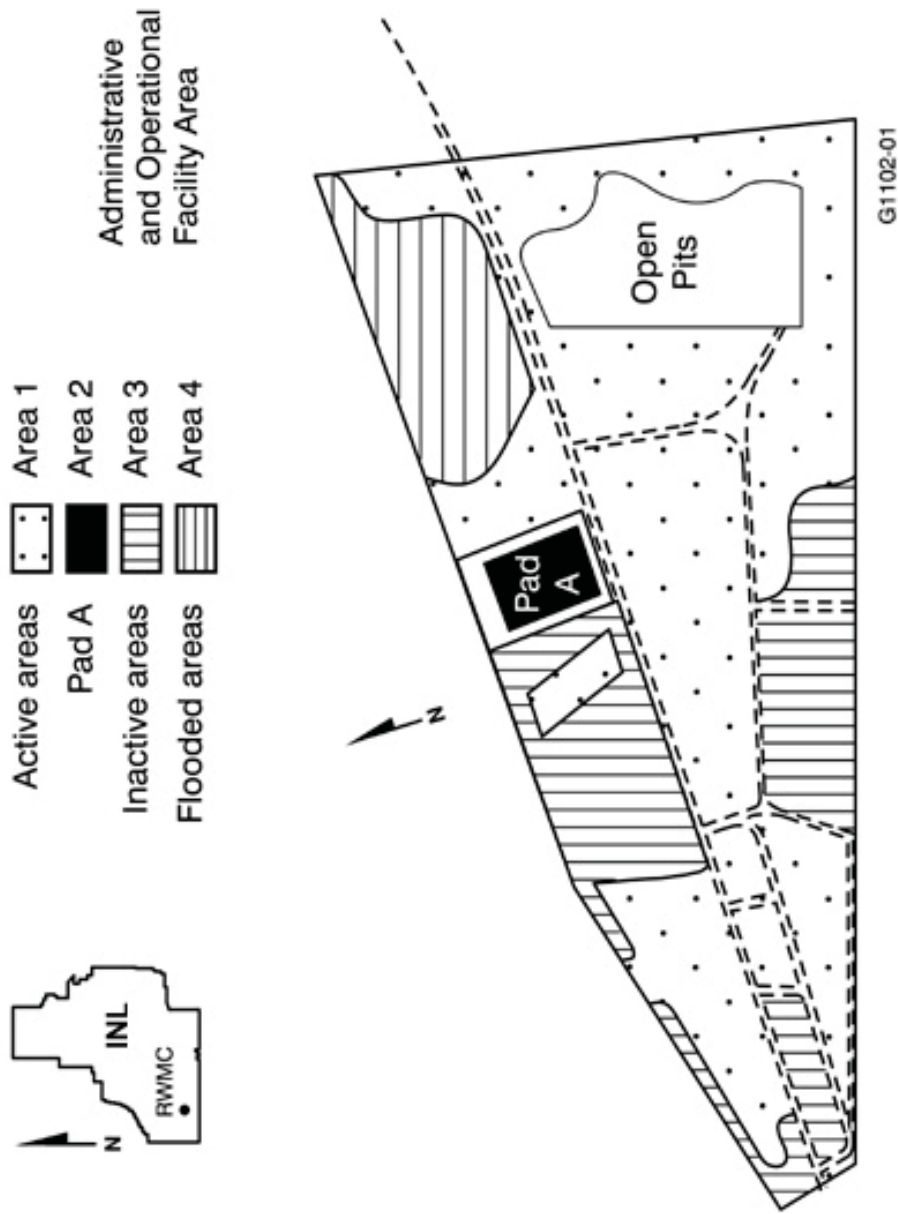 N
INL
RWMC
Active areas
Area 1
Pad A
Area 2
Inactive areas
Area 3
Flooded areas
Area 4
Administrative
and Operational
Facility Area
N
Pad
A
Open
Pits
G1102-01